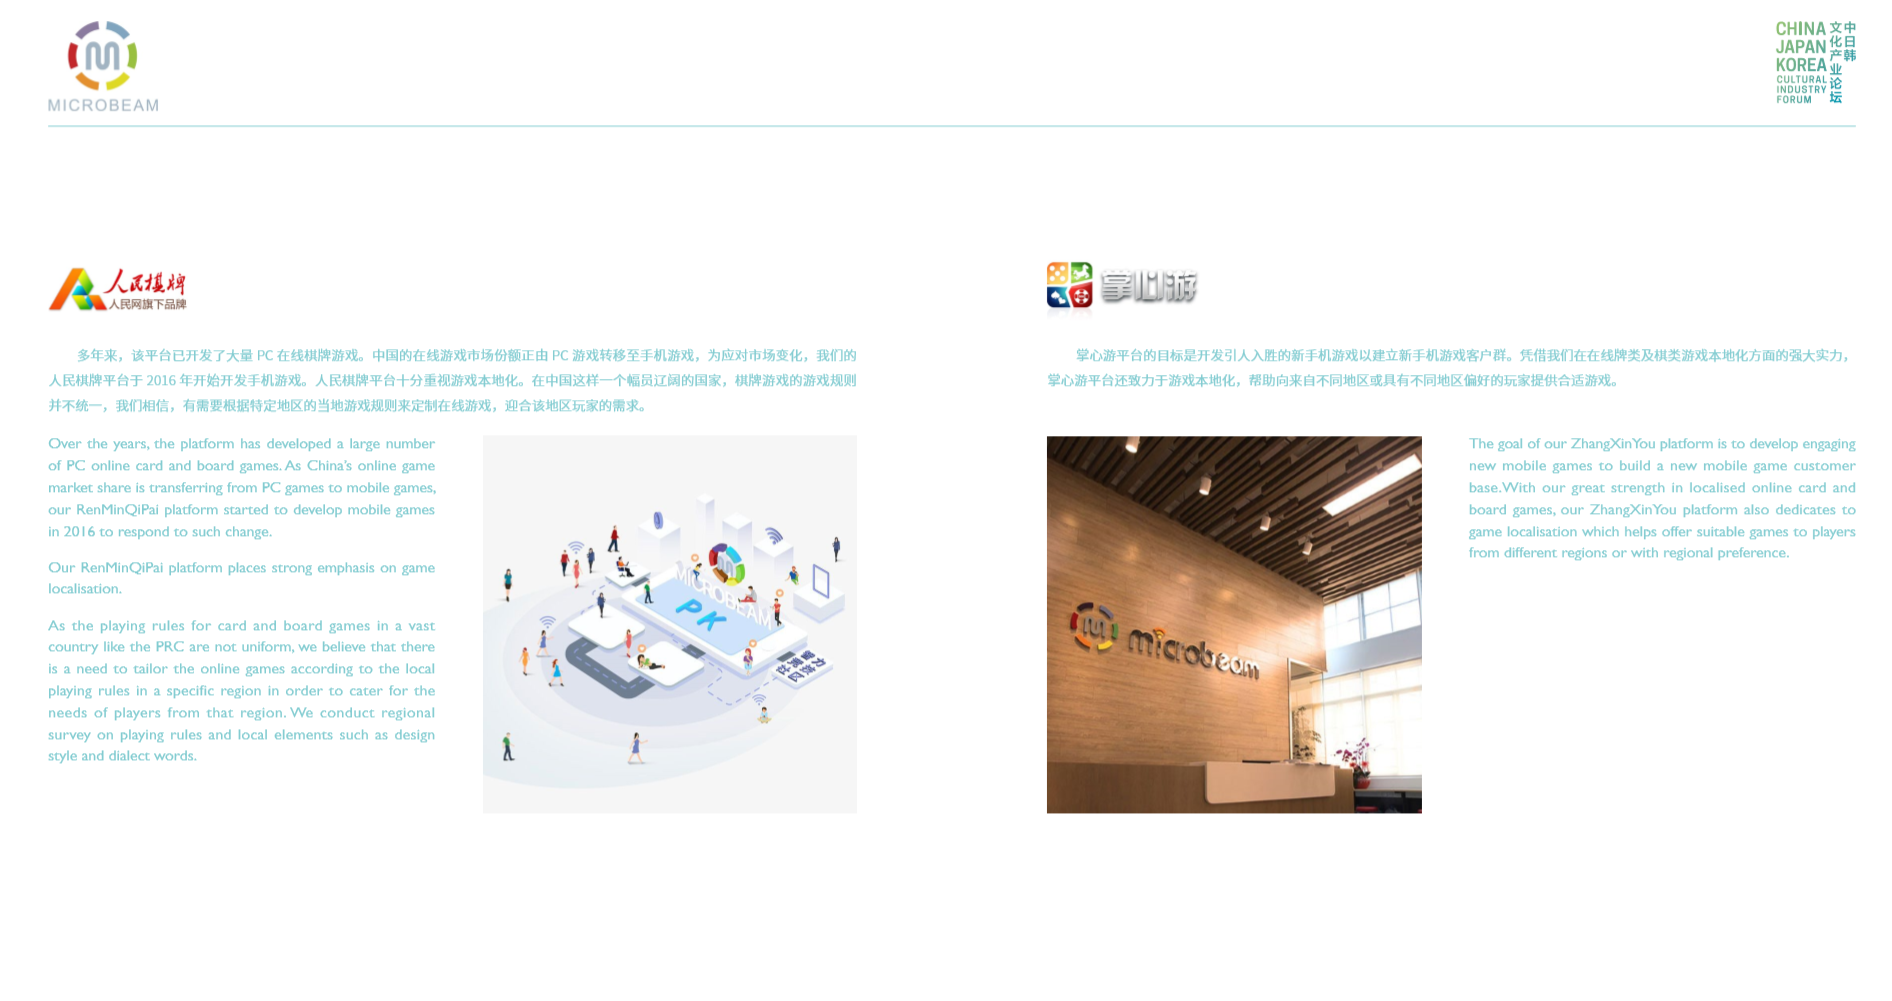 MICROBEAM
CHINA
JAPAN
KOREA
CULTURAL
INDUSTRY
FORUM
中日韩
文化产业论坛
人民棋牌
人民网旗下品牌
多年来，该平台已开发了大量 PC 在线棋牌游戏。中国的在线游戏市场份额正由 PC 游戏转移至手机游戏，为应对市场变化，我们的
人民棋牌平台于 2016 年开始开发手机游戏。人民棋牌平台十分重视游戏本地化。在中国这样一个幅员辽阔的国家，棋牌游戏的游戏规则
并不统一，我们相信，有需要根据特定地区的当地游戏规则来定制在线游戏，迎合该地区玩家的需求。
Over the years, the platform has developed a large number
of PC online card and board games. As China's online game
market share is transferring from PC games to mobile games,
our RenMinQiPai platform started to develop mobile games
in 2016 to respond to such change.
Our RenMinQiPai platform places strong emphasis on game
localisation.
As the playing rules for card and board games in a vast
country like the PRC are not uniform, we believe that there
is a need to tailor the online games according to the local
playing rules in a specific region in order to cater for the
needs of players from that region. We conduct regional
survey on playing rules and local elements such as design
style and dialect words.
MICROBEAM
PK
掌心游
掌心游平台的目标是开发引人入胜的新手机游戏以建立新手机游戏客户群。凭借我们在在线牌类及棋类游戏本地化方面的强大实力，
掌心游平台还致力于游戏本地化，帮助向来自不同地区或具有不同地区偏好的玩家提供合适游戏。
microbeam
The goal of our ZhangXinYou platform is to develop engaging
new mobile games to build a new mobile game customer
base.With our great strength in localised online card and
board games, our ZhangXinYou platform also dedicates to
game localisation which helps offer suitable games to players
from different regions or with regional preference.